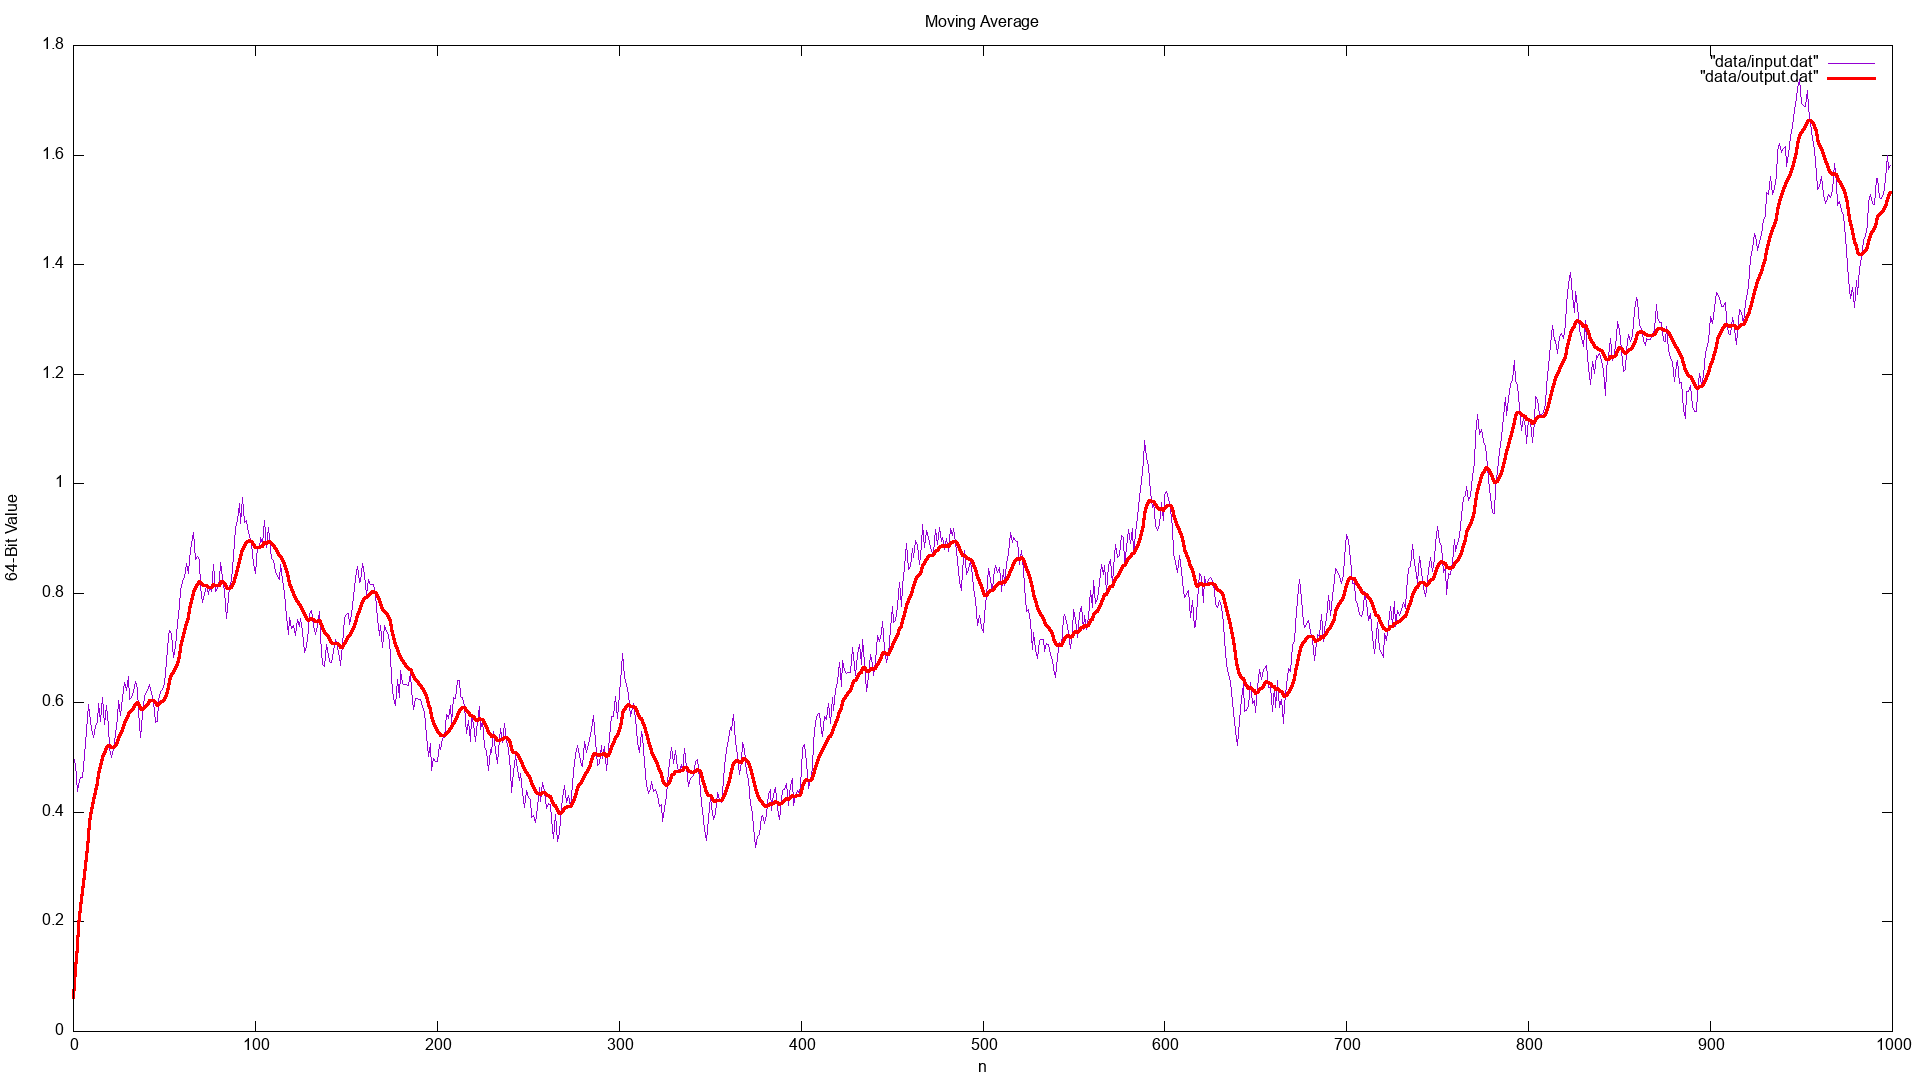 Moving Average
"data/input.dat"
"data/output.dat"
1.8
1.6
1.4
1.2
1
0.8
0.6
0.4
0.2
0
64-Bit Value
0 100 200 300 400 500 600 700 800 900 1000
n